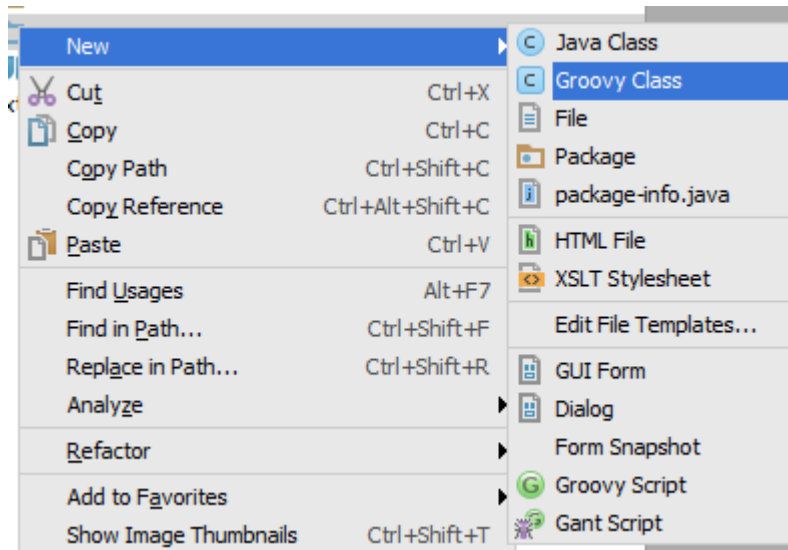 New
Cut Ctrl+X
Copy Ctrl+C
Copy Path Ctrl+Shift+C
Copy Reference Ctrl+Alt+Shift+C
Paste Ctrl+V
Find Usages Alt+F7
Find in Path... Ctrl+Shift+F
Replace in Path... Ctrl+Shift+R
Analyze
Refactor
Add to Favorites
Show Image Thumbnails Ctrl+Shift+T
Java Class
Groovy Class
File
Package
package-info.java
HTML File
XSLT Stylesheet
Edit File Templates...
GUI Form
Dialog
Form Snapshot
Groovy Script
Gant Script